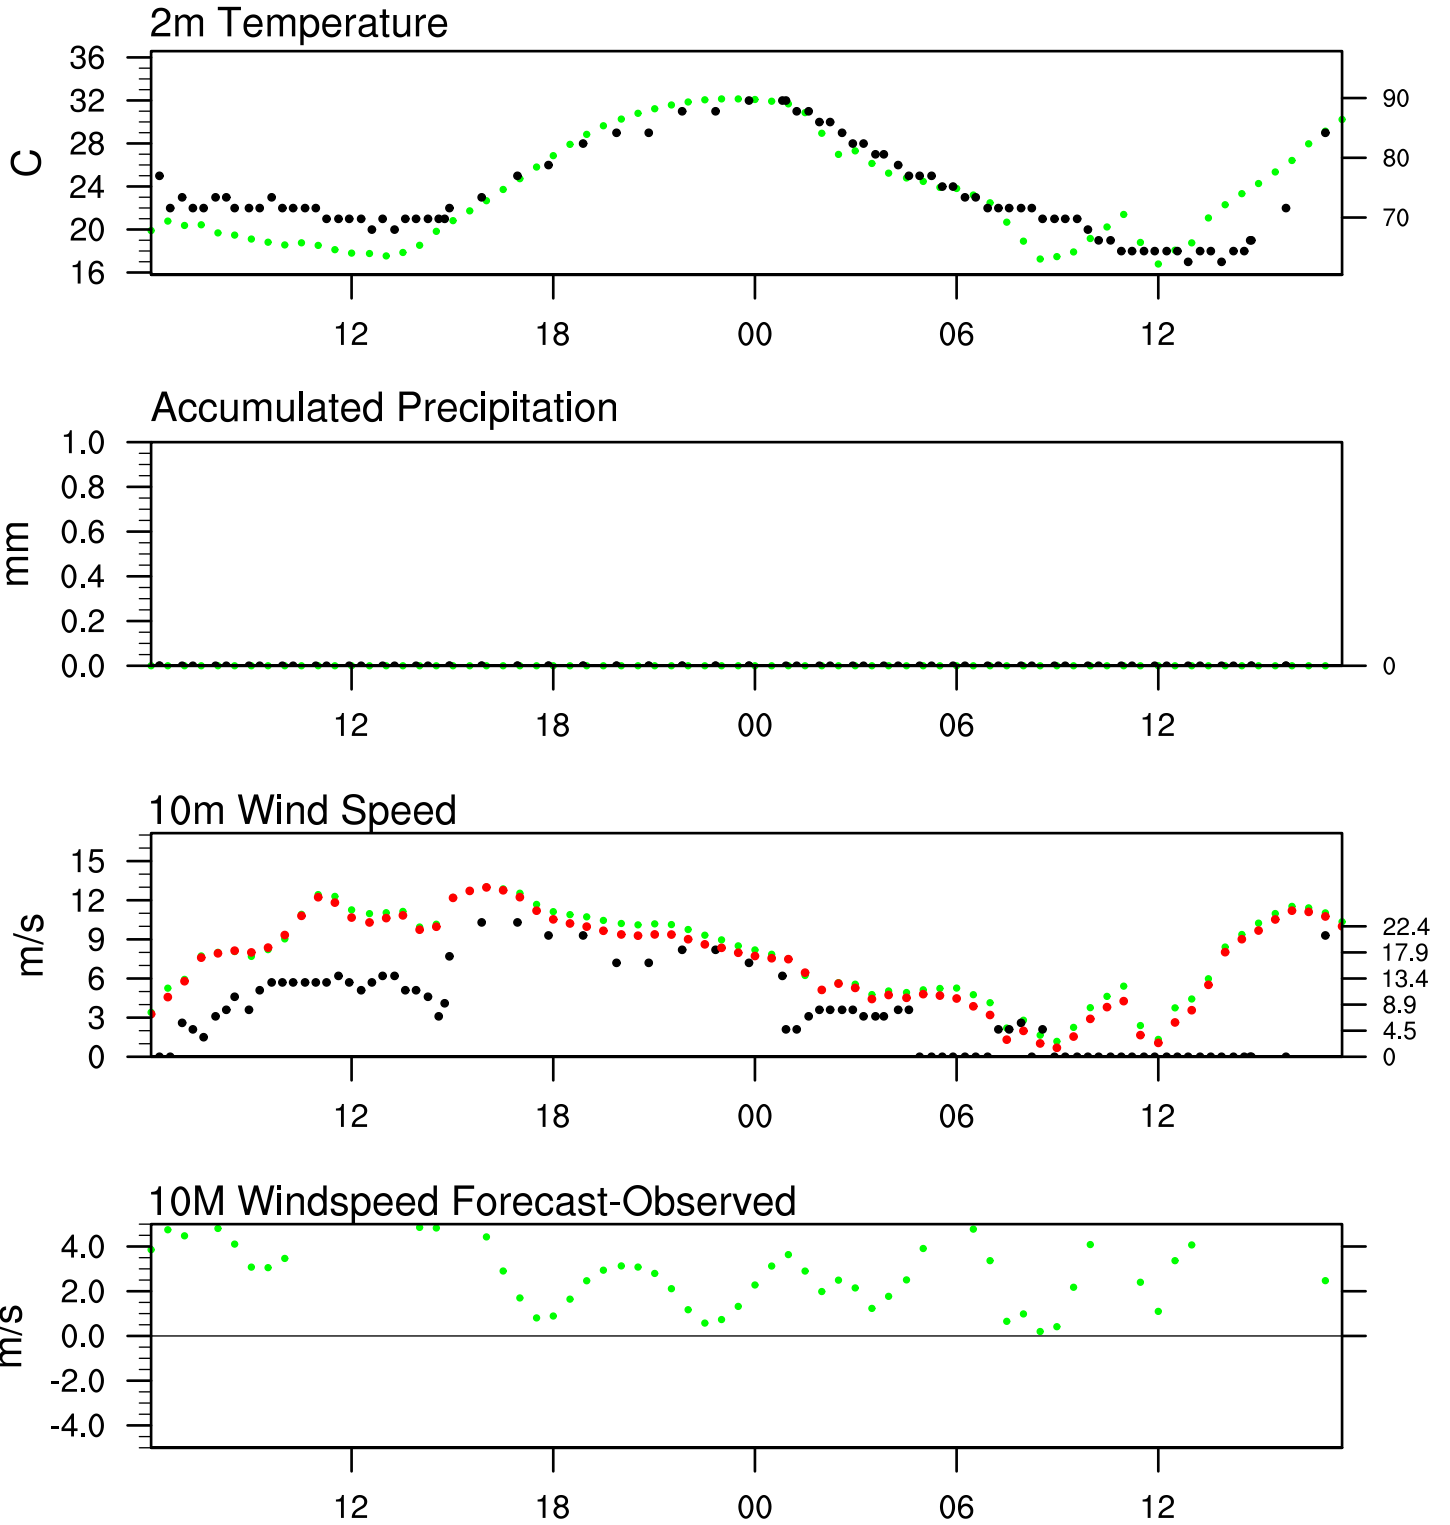 2m Temperature
36
32
28
24
20
16
C
90
80
70
12 18 00 06 12
Accumulated Precipitation
1.0
0.8
0.6
0.4
0.2
0.0
mm
0
12 18 00 06 12
10m Wind Speed
15
12
9
6
3
0
m/s
22.4
17.9
13.4
8.9
4.5
0
12 18 00 06 12
10M Windspeed Forecast-Observed
4.0
2.0
0.0
-2.0
-4.0
m/s
12 18 00 06 12